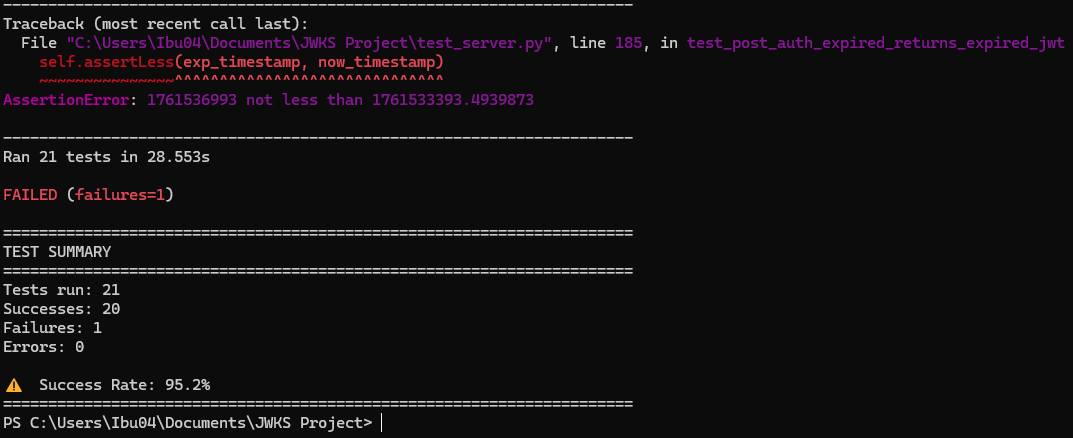 ----------------------------------------------------------------------
Traceback (most recent call last):
  File "C:\Users\Ibu04\Documents\JWKS Project\test_server.py", line 185, in test_post_auth_expired_returns_expired_jwt
    self.assertLess(exp_timestamp, now_timestamp)
    ~~~~~~~~~~~~~~~^^^^^^^^^^^^^^^^^^^^^^^^^^^^^^
AssertionError: 1761536993 not less than 1761533393.4939873

----------------------------------------------------------------------
Ran 21 tests in 28.553s

FAILED (failures=1)

======================================================================
TEST SUMMARY
======================================================================
Tests run: 21
Successes: 20
Failures: 1
Errors: 0

⚠️  Success Rate: 95.2%
======================================================================
PS C:\Users\Ibu04\Documents\JWKS Project>